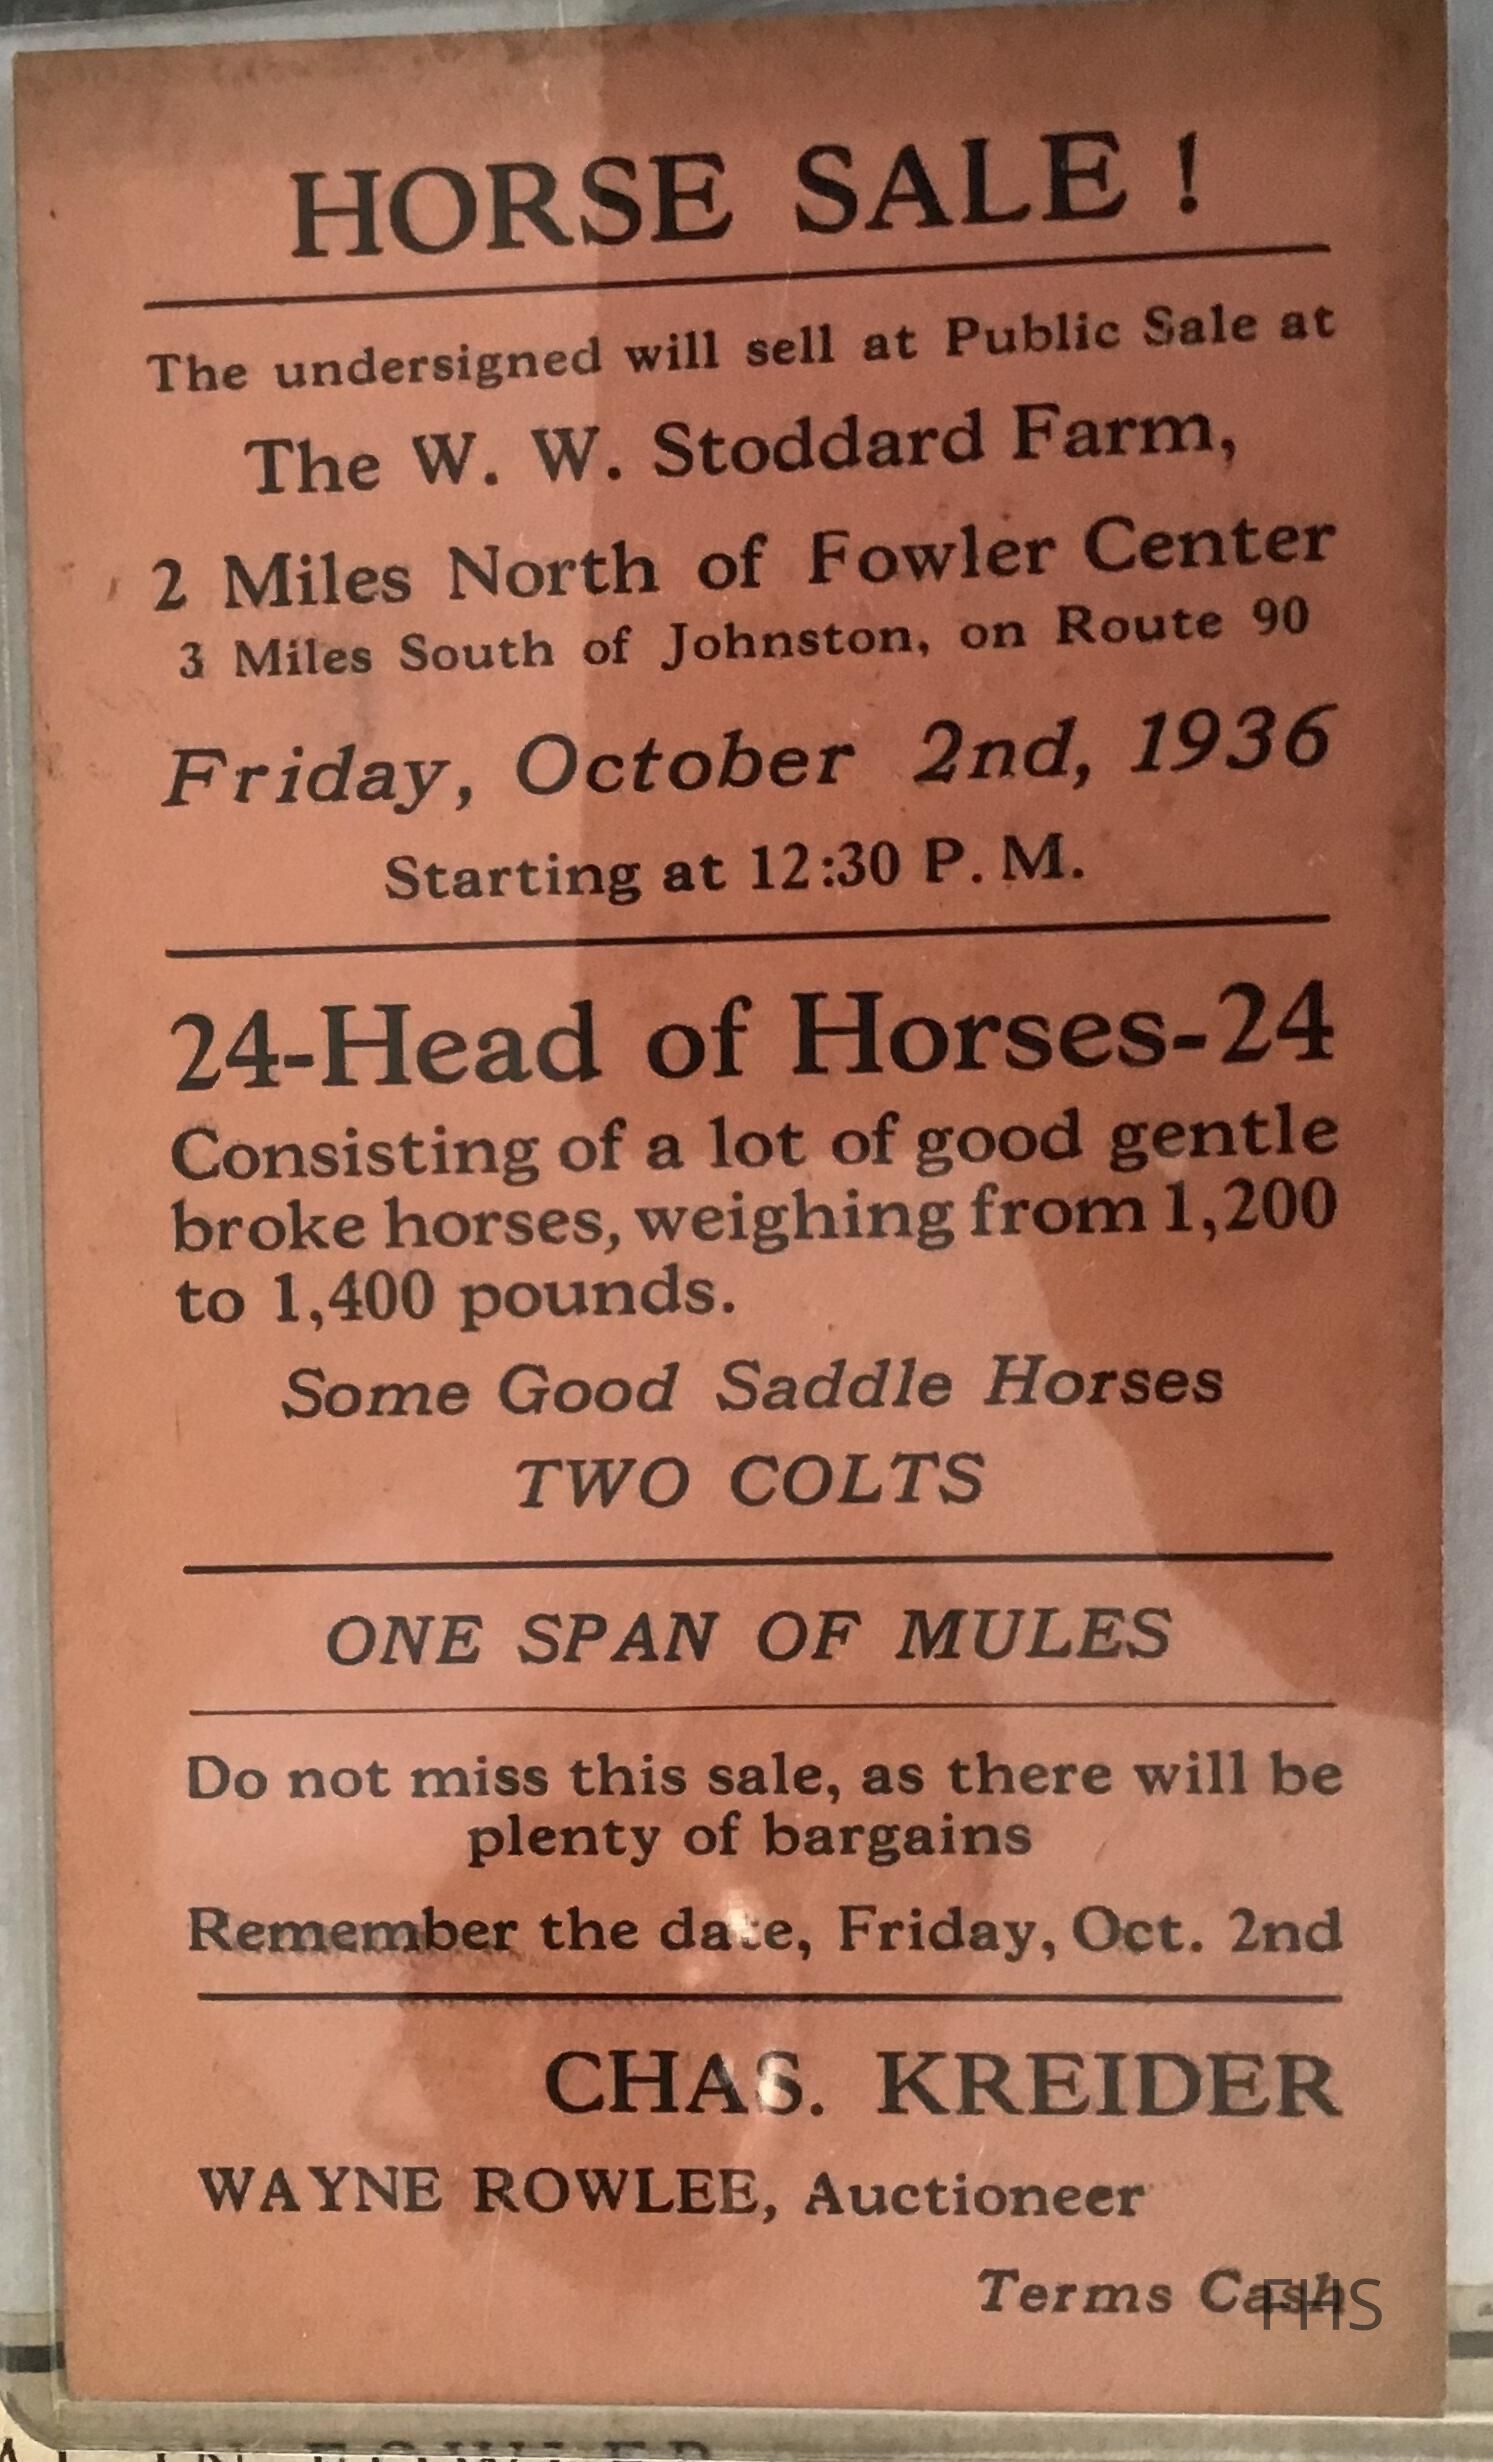 HORSE SALE !
The undersigned will sell at Public Sale at
The W. W. Stoddard Farm,
2 Miles North of Fowler Center
3 Miles South of Johnston, on Route 90
Friday, October 2nd, 1936
Starting at 12:30 P. M.
24-Head of Horses-24
Consisting of a lot of good gentle
broke horses, weighing from 1,200
to 1,400 pounds.
Some Good Saddle Horses
TWO COLTS
ONE SPAN OF MULES
Do not miss this sale, as there will be
plenty of bargains
Remember the date, Friday, Oct. 2nd
CHAS. KREIDER
WAYNE ROWLEE, Auctioneer
Terms Cash
FHS
IN FOWLER